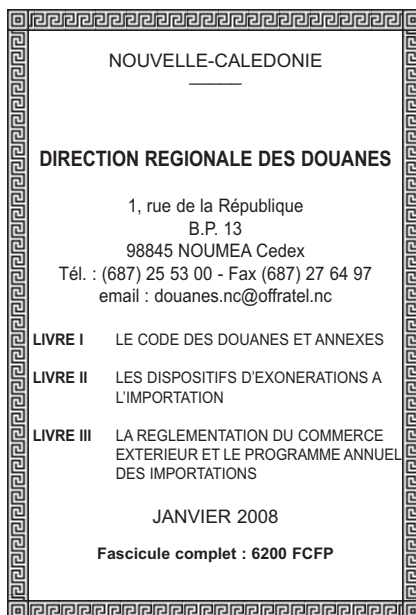 NOUVELLE-CALEDONIE
DIRECTION REGIONALE DES DOUANES
1, rue de la République
B.P. 13
98845 NOUMEA Cedex
Tél. : (687) 25 53 00 - Fax (687) 27 64 97
email : douanes.nc@offratel.nc
LIVRE I LE CODE DES DOUANES ET ANNEXES
LIVRE II LES DISPOSITIFS D'EXONERATIONS A
L'IMPORTATION
LIVRE III LA REGLEMENTATION DU COMMERCE
EXTERIEUR ET LE PROGRAMME ANNUEL
DES IMPORTATIONS
JANVIER 2008
Fascicule complet : 6200 FCFP